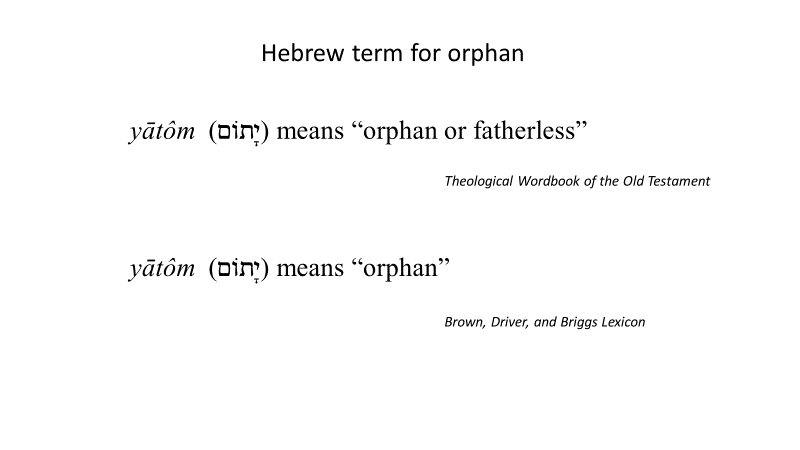 Hebrew term for orphan
yātôm (יָתוֹם) means “orphan or fatherless”
Theological Wordbook of the Old Testament
yātôm (יָתוֹם) means “orphan”
Brown, Driver, and Briggs Lexicon